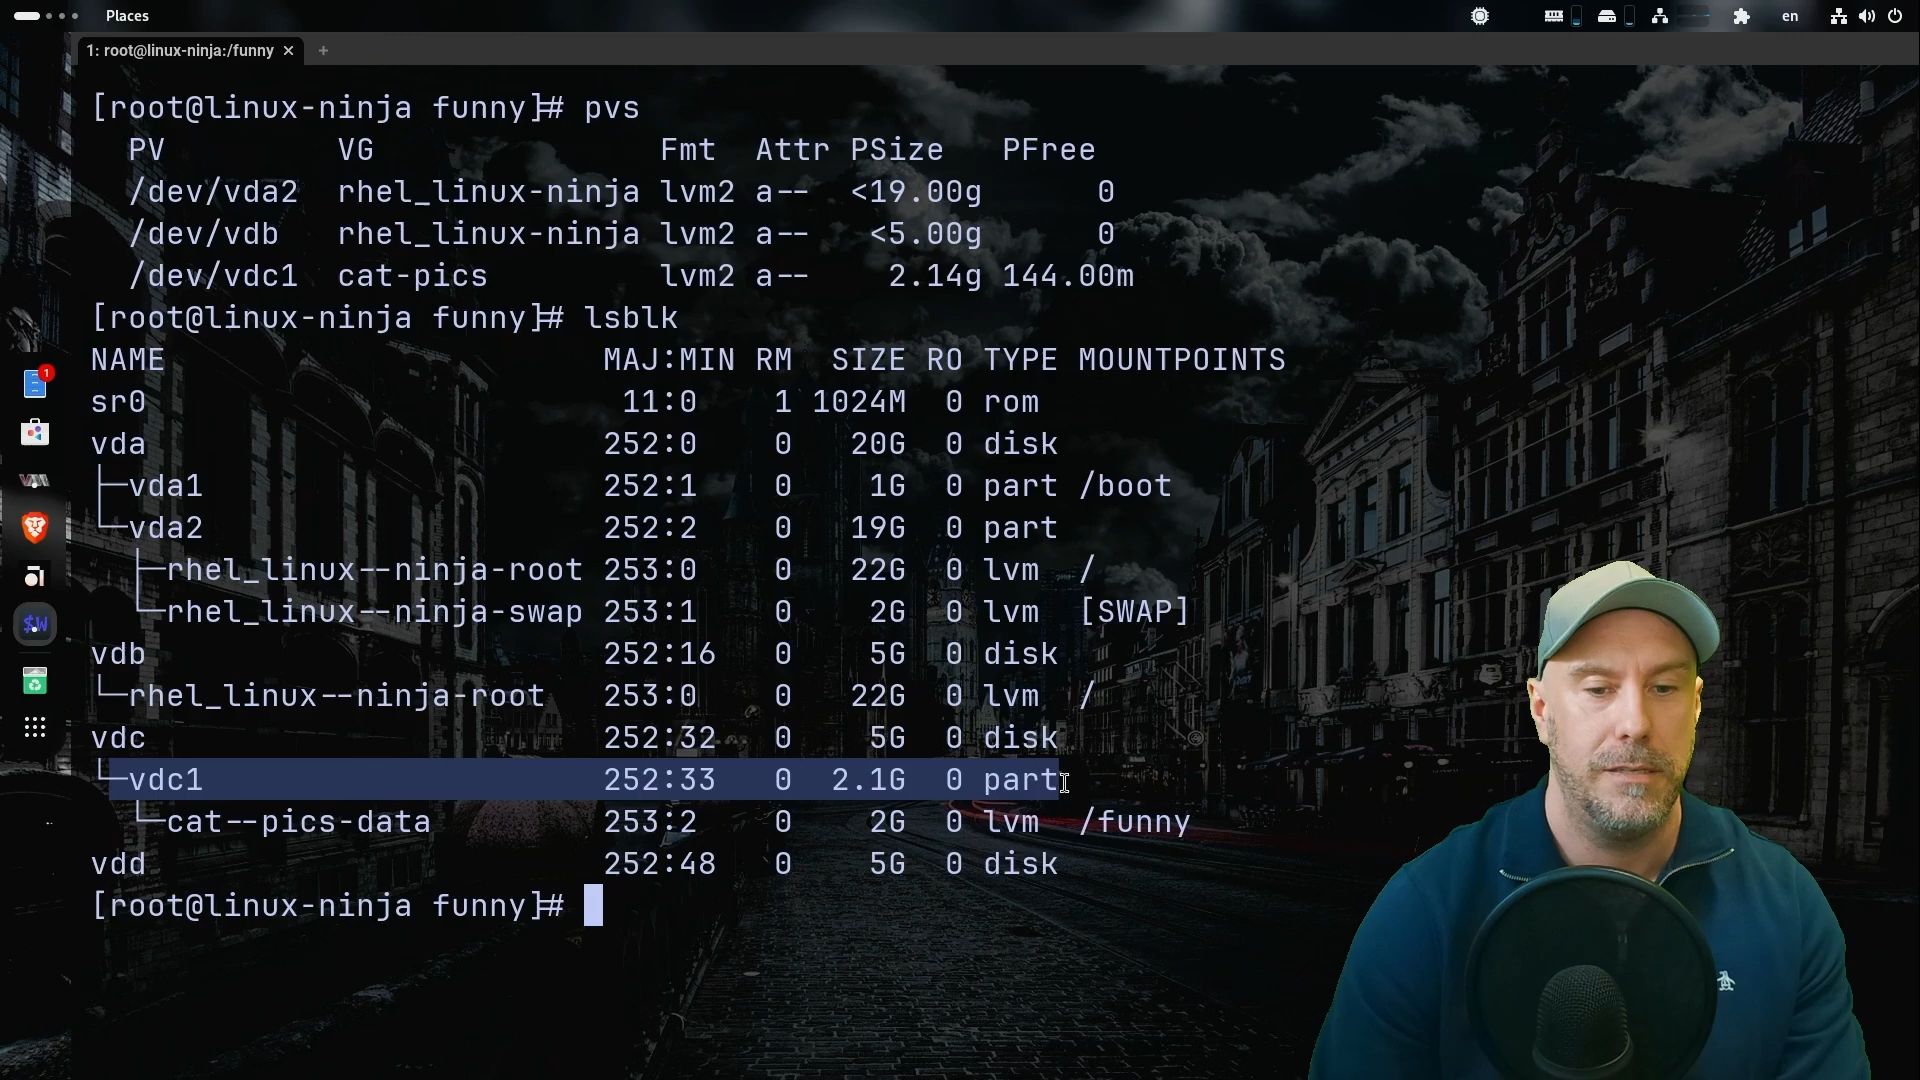 Places
en
1: root@linux-ninja:/funny × +
[root@linux-ninja funny]# pvs
PV VG Fmt Attr PSize PFree
/dev/vda2 rhel_linux-ninja lvm2 a-- <19.00g 0
/dev/vdb rhel_linux-ninja lvm2 a-- <5.00g 0
/dev/vdc1 cat-pics lvm2 a-- 2.14g 144.00m
[root@linux-ninja funny]# lsblk
NAME MAJ:MIN RM SIZE RO TYPE MOUNTPOINTS
sr0 11:0 1 1024M 0 rom
vda 252:0 0 20G 0 disk
├─vda1 252:1 0 1G 0 part /boot
└─vda2 252:2 0 19G 0 part
├─rhel_linux--ninja-root 253:0 0 22G 0 lvm /
└─rhel_linux--ninja-swap 253:1 0 2G 0 lvm [SWAP]
vdb 252:16 0 5G 0 disk
└─rhel_linux--ninja-root 253:0 0 22G 0 lvm /
vdc 252:32 0 5G 0 disk
└─vdc1 252:33 0 2.1G 0 part
└─cat--pics-data 253:2 0 2G 0 lvm /funny
vdd 252:48 0 5G 0 disk
[root@linux-ninja funny]#
1
$W